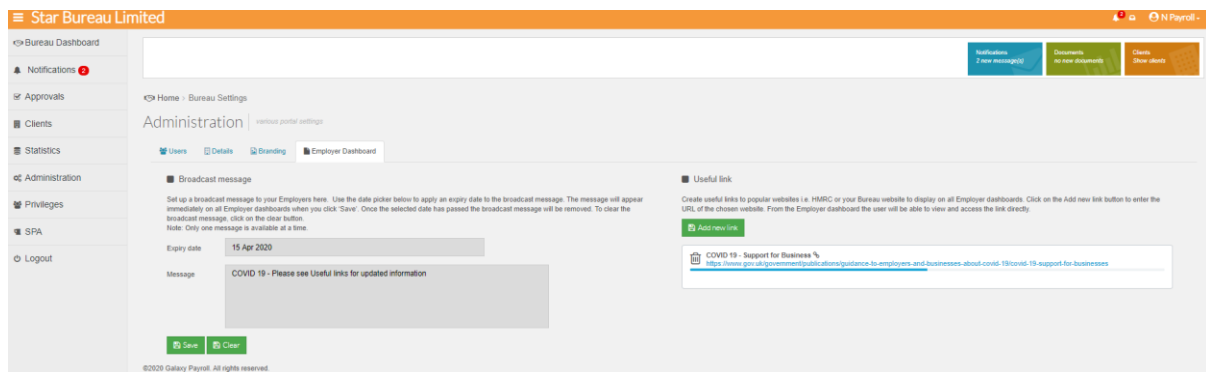 Star Bureau Limited
2
N Payroll
Bureau Dashboard
Notifications 2
Approvals
Clients
Statistics
Administration
Privileges
SPA
Logout
Notifications
2 new message(s)
Documents
no new documents
Clients
Show clients
Home > Bureau Settings
Administration | various portal settings
Users Details Branding Employer Dashboard
Broadcast message
Set up a broadcast message to your Employers here. Use the date picker below to apply an expiry date to the broadcast message. The message will appear
immediately on all Employer dashboards when you click 'Save'. Once the selected date has passed the broadcast message will be removed. To clear the
broadcast message, click on the clear button.
Note: Only one message is available at a time.
Expiry date 15 Apr 2020
Message COVID 19 - Please see Useful links for updated information
Save Clear
Useful link
Create useful links to popular websites i.e. HMRC or your Bureau website to display on all Employer dashboards. Click on the Add new link button to enter the
URL of the chosen website. From the Employer dashboard the user will be able to view and access the link directly.
Add new link
COVID 19 - Support for Business
https://www.gov.uk/government/publications/guidance-to-employers-and-businesses-about-covid-19/covid-19-support-for-businesses
©2020 Galaxy Payroll. All rights reserved.